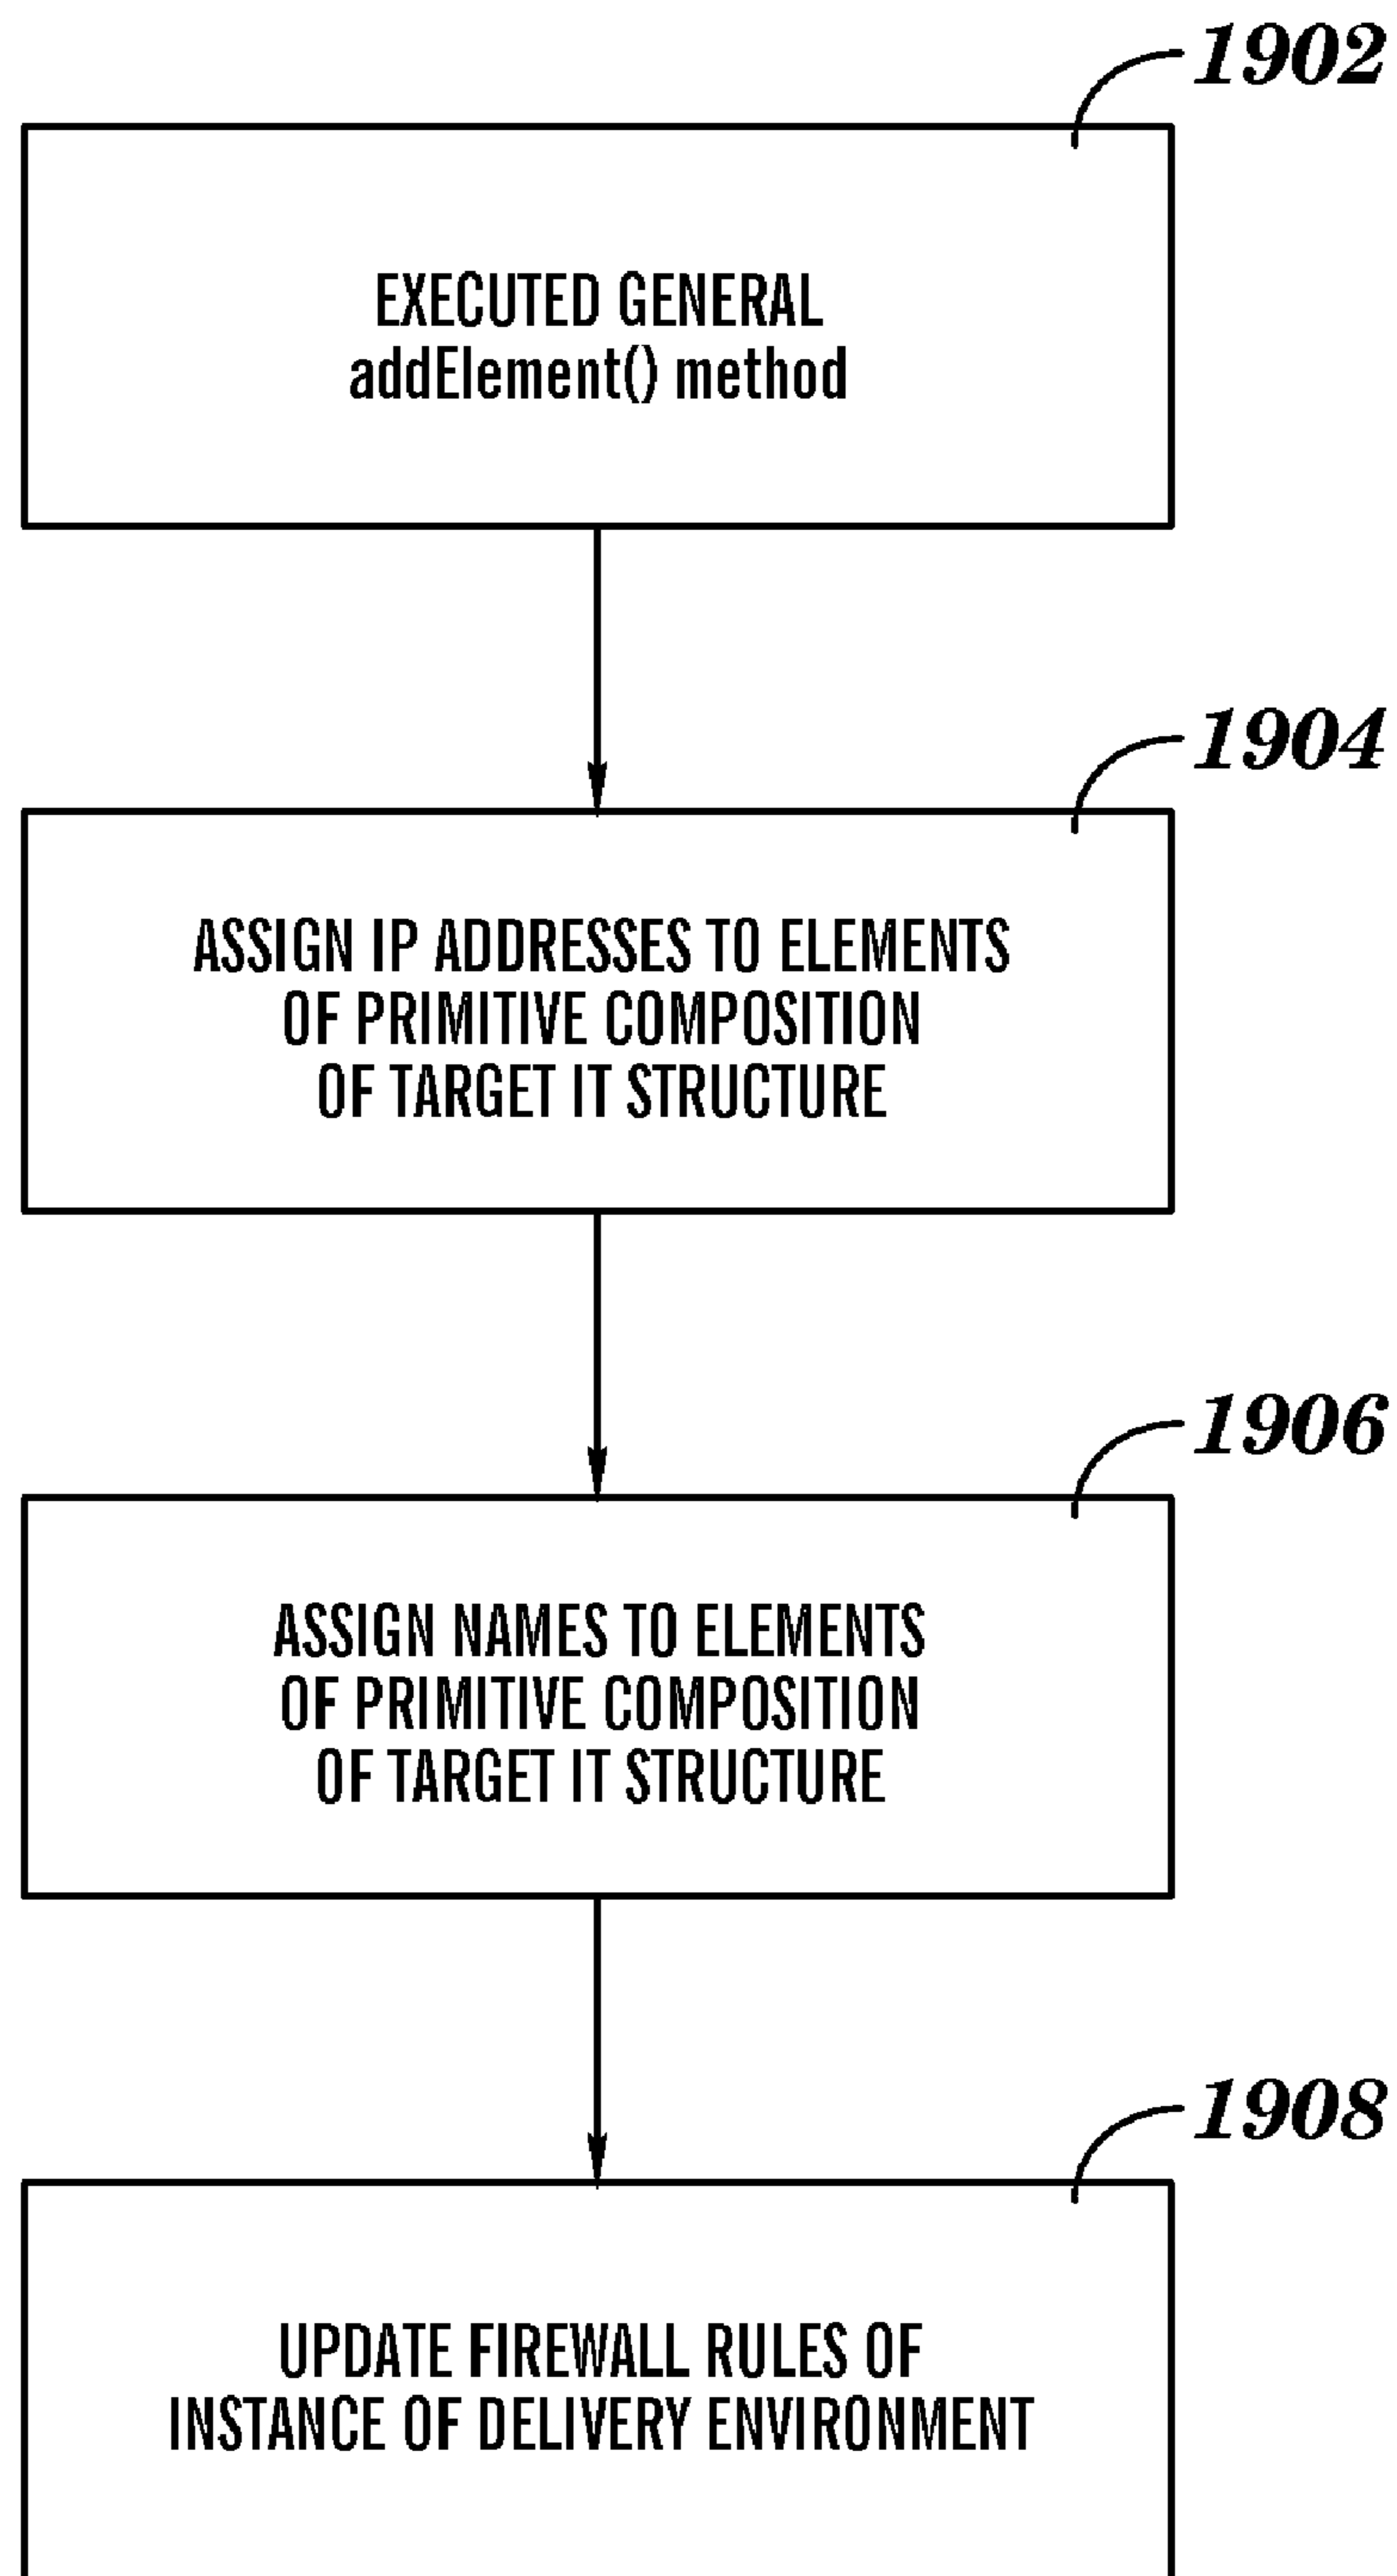 1902
EXECUTED GENERAL
addElement() method
1904
ASSIGN IP ADDRESSES TO ELEMENTS
OF PRIMITIVE COMPOSITION
OF TARGET IT STRUCTURE
1906
ASSIGN NAMES TO ELEMENTS
OF PRIMITIVE COMPOSITION
OF TARGET IT STRUCTURE
1908
UPDATE FIREWALL RULES OF
INSTANCE OF DELIVERY ENVIRONMENT